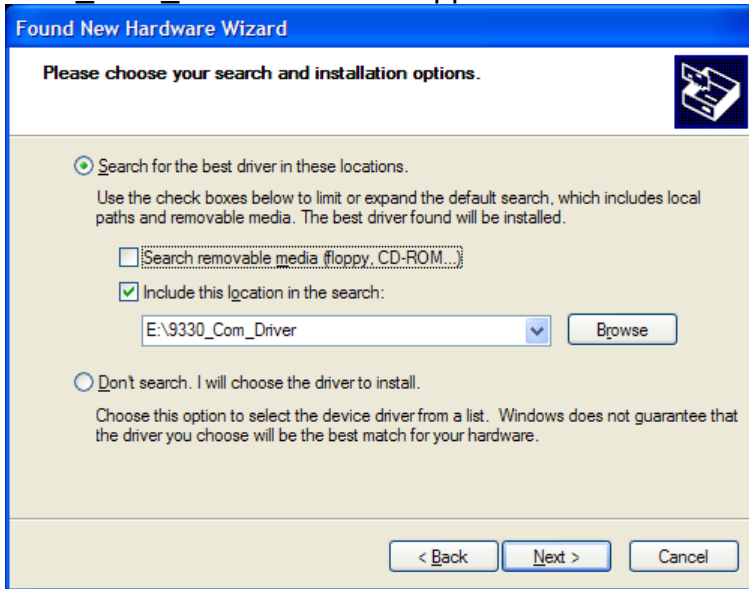 Found New Hardware Wizard
Please choose your search and installation options.
Search for the best driver in these locations.
Use the check boxes below to limit or expand the default search, which includes local
paths and removable media. The best driver found will be installed.
Search removable media (floppy, CD-ROM...)
Include this location in the search:
E:\9330_Com_Driver
Browse
Don't search. I will choose the driver to install.
Choose this option to select the device driver from a list. Windows does not guarantee that
the driver you choose will be the best match for your hardware.
< Back
Next >
Cancel